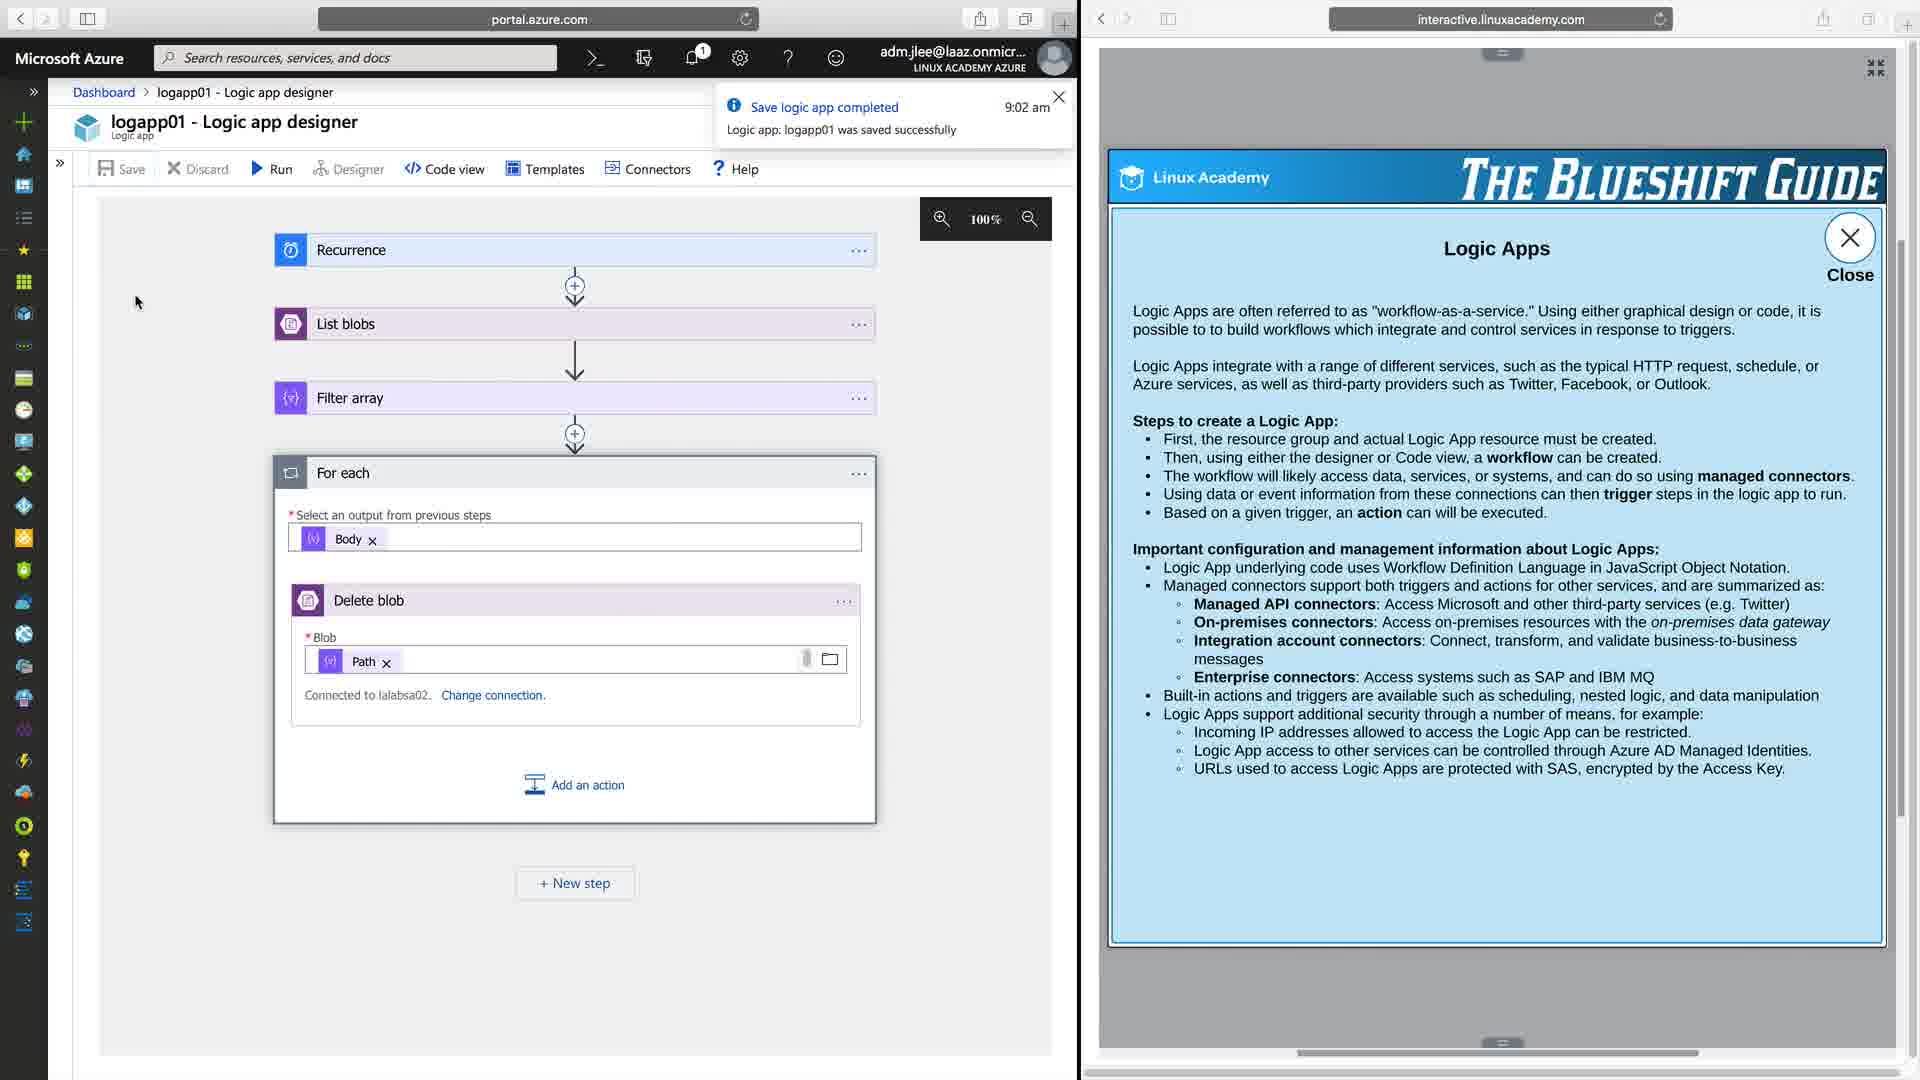 portal.azure.com
interactive.linuxacademy.com
Microsoft Azure
Search resources, services, and docs
1
adm.jlee@laaz.onmicr...
LINUX ACADEMY AZURE
Dashboard > logapp01 - Logic app designer
logapp01 - Logic app designer
Logic app
Save logic app completed 9:02 am
Logic app: logapp01 was saved successfully
Save Discard Run Designer Code view Templates Connectors Help
100%
Recurrence
List blobs
Filter array
For each
* Select an output from previous steps
Body
Delete blob
* Blob
Path
Connected to lalabsa02. Change connection.
Add an action
+ New step
Linux Academy
THE BLUESHIFT GUIDE
Logic Apps
Close
Logic Apps are often referred to as "workflow-as-a-service." Using either graphical design or code, it is
possible to to build workflows which integrate and control services in response to triggers.
Logic Apps integrate with a range of different services, such as the typical HTTP request, schedule, or
Azure services, as well as third-party providers such as Twitter, Facebook, or Outlook.
Steps to create a Logic App:
• First, the resource group and actual Logic App resource must be created.
• Then, using either the designer or Code view, a workflow can be created.
• The workflow will likely access data, services, or systems, and can do so using managed connectors.
• Using data or event information from these connections can then trigger steps in the logic app to run.
• Based on a given trigger, an action can will be executed.
Important configuration and management information about Logic Apps:
• Logic App underlying code uses Workflow Definition Language in JavaScript Object Notation.
• Managed connectors support both triggers and actions for other services, and are summarized as:
◦ Managed API connectors: Access Microsoft and other third-party services (e.g. Twitter)
◦ On-premises connectors: Access on-premises resources with the on-premises data gateway
◦ Integration account connectors: Connect, transform, and validate business-to-business
messages
◦ Enterprise connectors: Access systems such as SAP and IBM MQ
• Built-in actions and triggers are available such as scheduling, nested logic, and data manipulation
• Logic Apps support additional security through a number of means, for example:
◦ Incoming IP addresses allowed to access the Logic App can be restricted.
◦ Logic App access to other services can be controlled through Azure AD Managed Identities.
◦ URLs used to access Logic Apps are protected with SAS, encrypted by the Access Key.